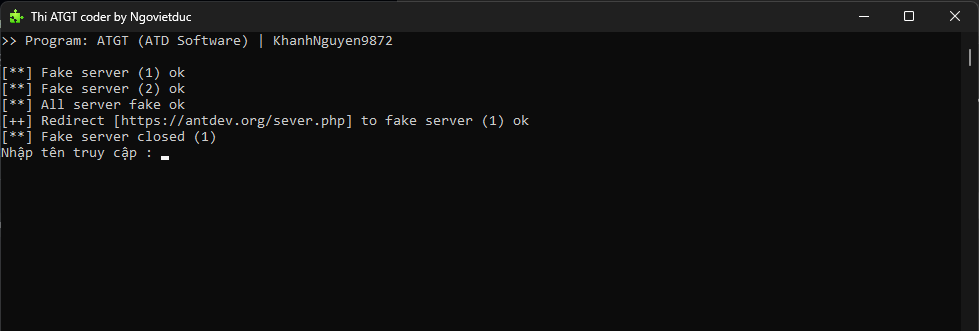 Thi ATGT coder by Ngovietduc
>> Program: ATGT (ATD Software) | KhanhNguyen9872
[**] Fake server (1) ok
[**] Fake server (2) ok
[**] All server fake ok
[++] Redirect [https://antdev.org/sever.php] to fake server (1) ok
[**] Fake server closed (1)
Nhập tên truy cập :